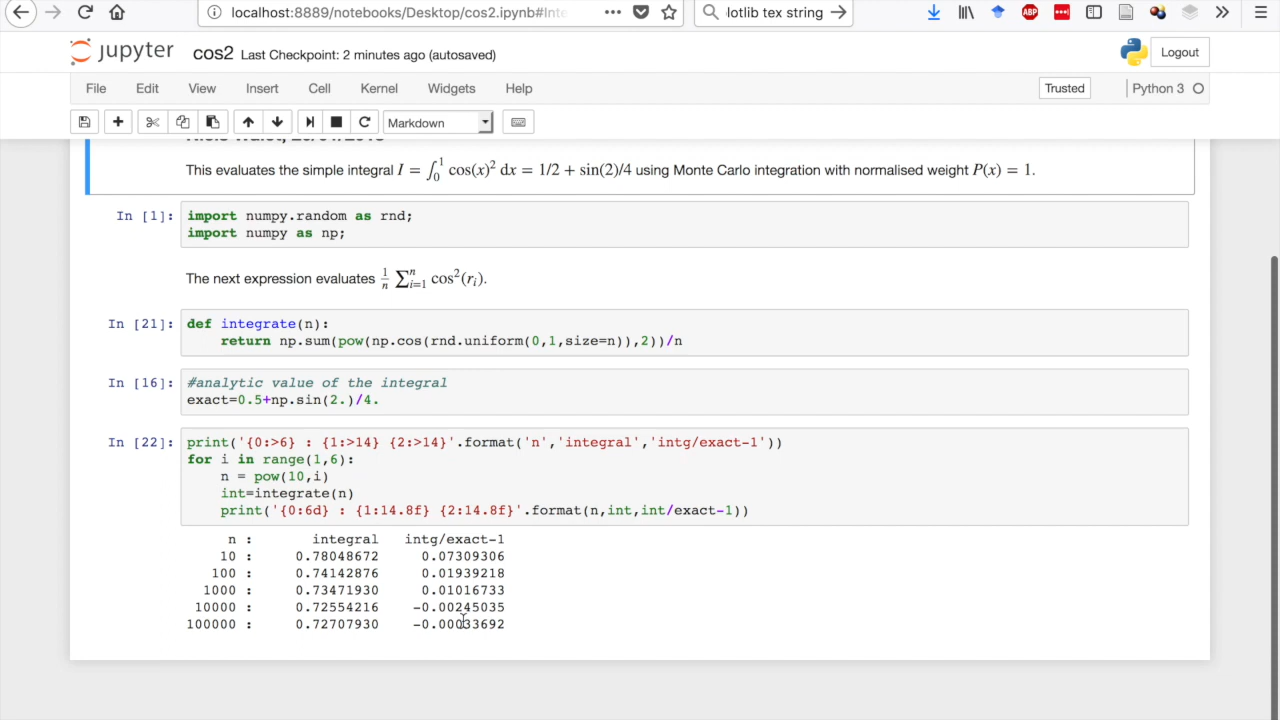 localhost:8889/notebooks/Desktop/cos2.ipynb#Inte
lotlib tex string
ABP
jupyter cos2 Last Checkpoint: 2 minutes ago (autosaved) Logout
File Edit View Insert Cell Kernel Widgets Help Trusted Python 3
Markdown
This evaluates the simple integral I = ∫₀¹ cos(x)² dx = 1/2 + sin(2)/4 using Monte Carlo integration with normalised weight P(x) = 1.
In [1]: import numpy.random as rnd;
import numpy as np;
The next expression evaluates 1/n ∑ⁿᵢ₌₁ cos²(rᵢ).
In [21]: def integrate(n):
return np.sum(pow(np.cos(rnd.uniform(0,1,size=n)),2))/n
In [16]: #analytic value of the integral
exact=0.5+np.sin(2.)/4.
In [22]: print('{0:>6} : {1:>14} {2:>14}'.format('n','integral','intg/exact-1'))
for i in range(1,6):
n = pow(10,i)
int=integrate(n)
print('{0:6d} : {1:14.8f} {2:14.8f}'.format(n,int,int/exact-1))
n : integral intg/exact-1
10 : 0.78048672 0.07309306
100 : 0.74142876 0.01939218
1000 : 0.73471930 0.01016733
10000 : 0.72554216 -0.00245035
100000 : 0.72707930 -0.00033692